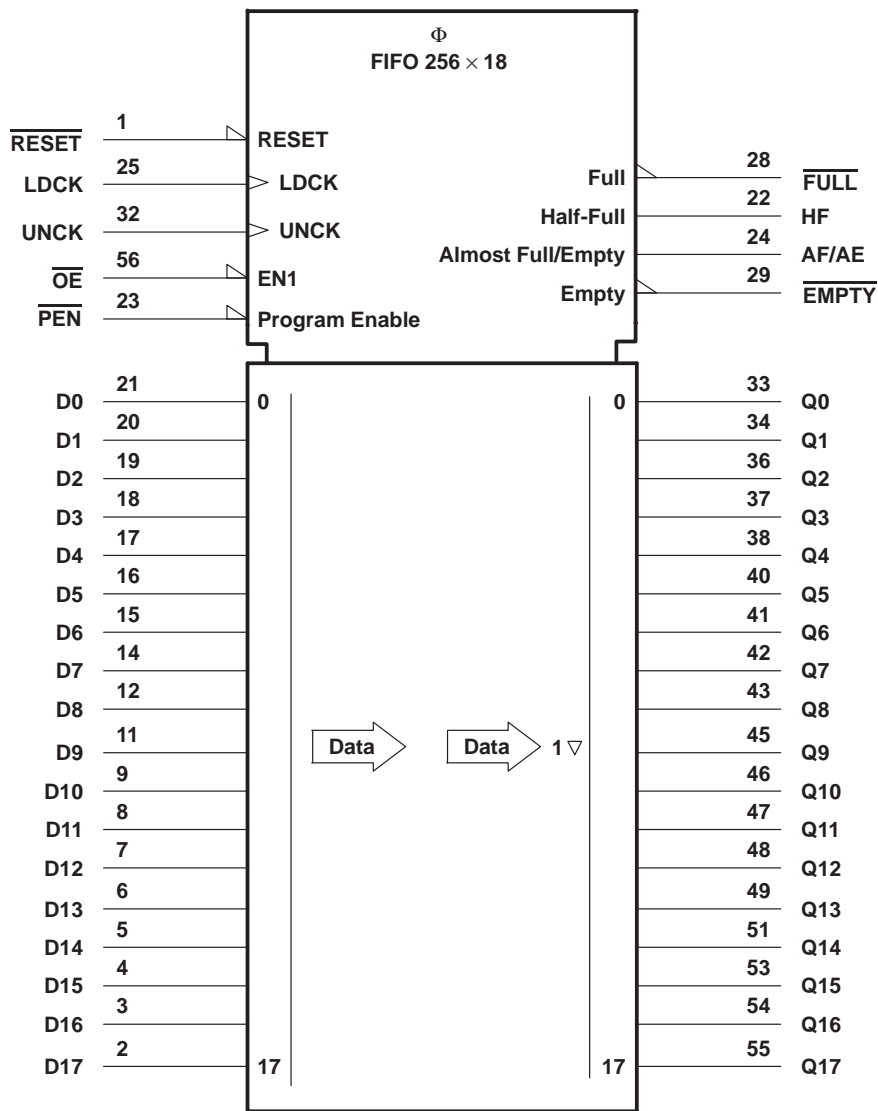 Φ
FIFO 256 × 18
RESET 1 RESET
LDCK 25 LDCK
UNCK 32 UNCK
OE 56 EN1
PEN 23 Program Enable
Full 28 FULL
Half-Full 22 HF
Almost Full/Empty 24 AF/AE
Empty 29 EMPTY
D0 21 0 0 33 Q0
D1 20 34 Q1
D2 19 36 Q2
D3 18 37 Q3
D4 17 38 Q4
D5 16 40 Q5
D6 15 41 Q6
D7 14 42 Q7
D8 12 43 Q8
D9 11 Data Data 1 ▽ 45 Q9
D10 9 46 Q10
D11 8 47 Q11
D12 7 48 Q12
D13 6 49 Q13
D14 5 51 Q14
D15 4 53 Q15
D16 3 54 Q16
D17 2 17 17 55 Q17